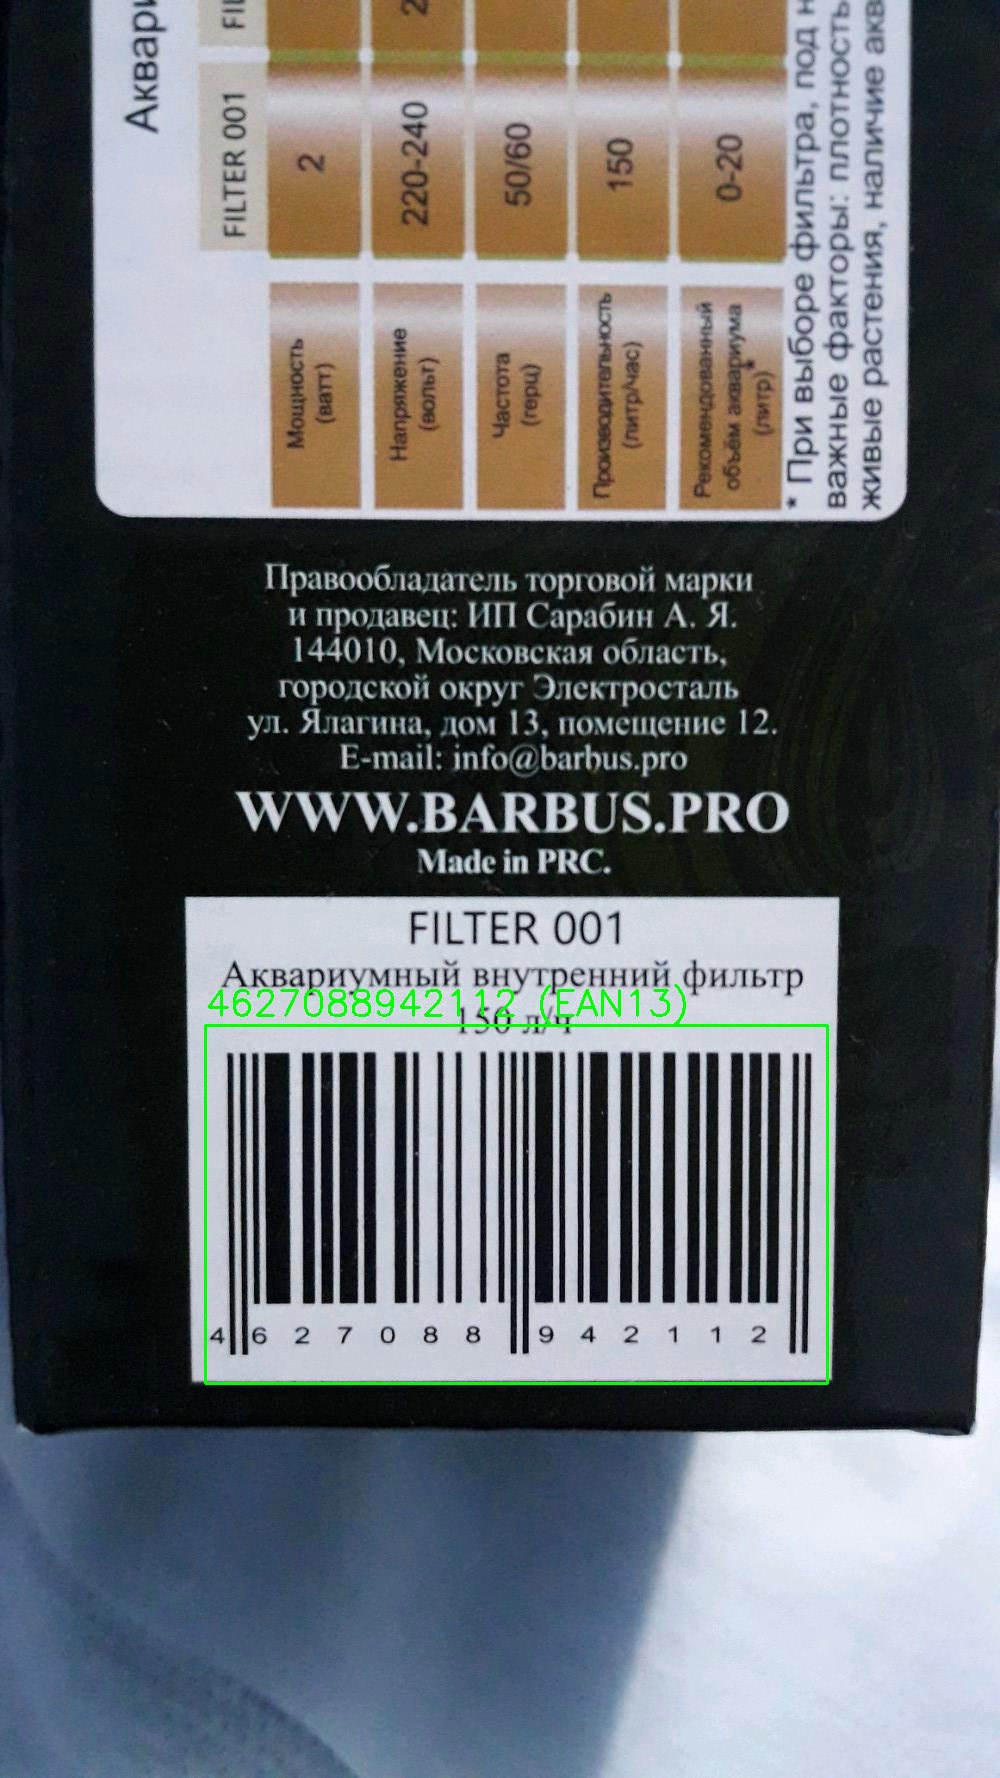 Аквари
FILTER 001
2
220-240
50/60
150
0-20
Мощность
(ватт)
Напряжение
(вольт)
Частота
(герц)
Производительность
(литр/час)
Рекомендованный
объём аквариума
(литр)*
* При выборе фильтра, под н
важные факторы: плотность
живые растения, наличие акв
Правообладатель торговой марки
и продавец: ИП Сарабин А. Я.
144010, Московская область,
городской округ Электросталь
ул. Ялагина, дом 13, помещение 12.
E-mail: info@barbus.pro
WWW.BARBUS.PRO
Made in PRC.
FILTER 001
Аквариумный внутренний фильтр
4627088942112 (EAN13)
150 л/ч
4 627088 942112